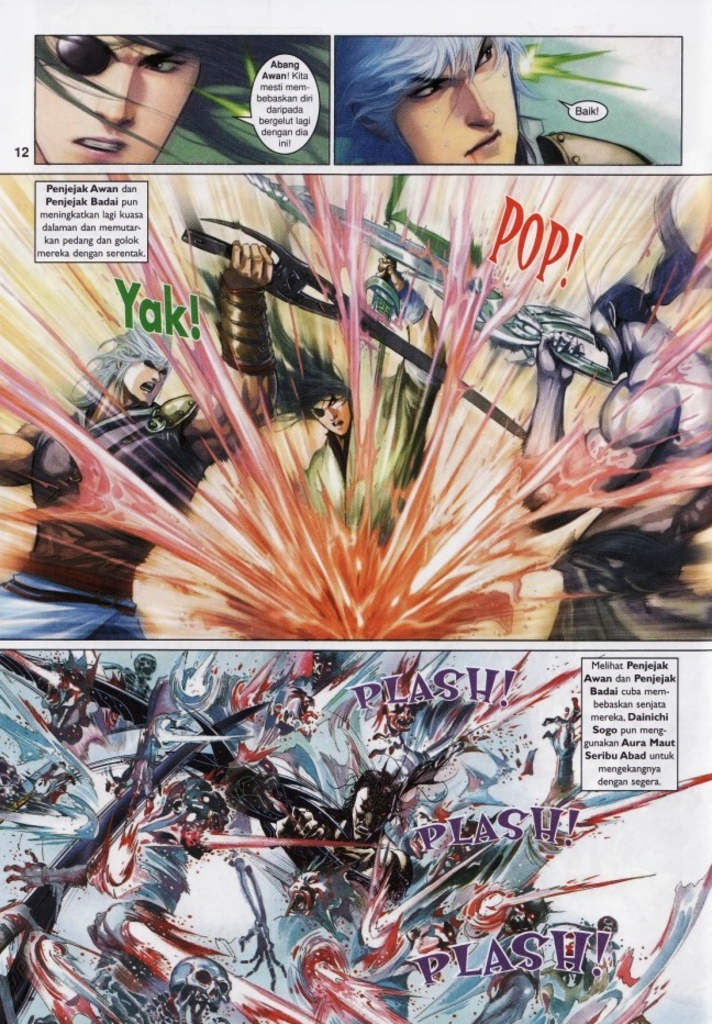 Abang
Awan! Kita
mesti mem-
bebaskan diri
daripada
bergelut lagi
dengan dia
ini!
Baik!
12
Penjejak Awan dan
Penjejak Badai pun
meningkatkan lagi kuasa
dalaman dan memutar-
kan pedang dan golok
mereka dengan serentak.
POP!
Yak!
Melihat Penjejak
Awan dan Penjejak
Badai cuba mem-
bebaskan senjata
mereka, Dainichi
Sogo pun meng-
gunakan Aura Maut
Seribu Abad untuk
mengekangnya
dengan segera.
PLASH!
PLASH!
PLASH!